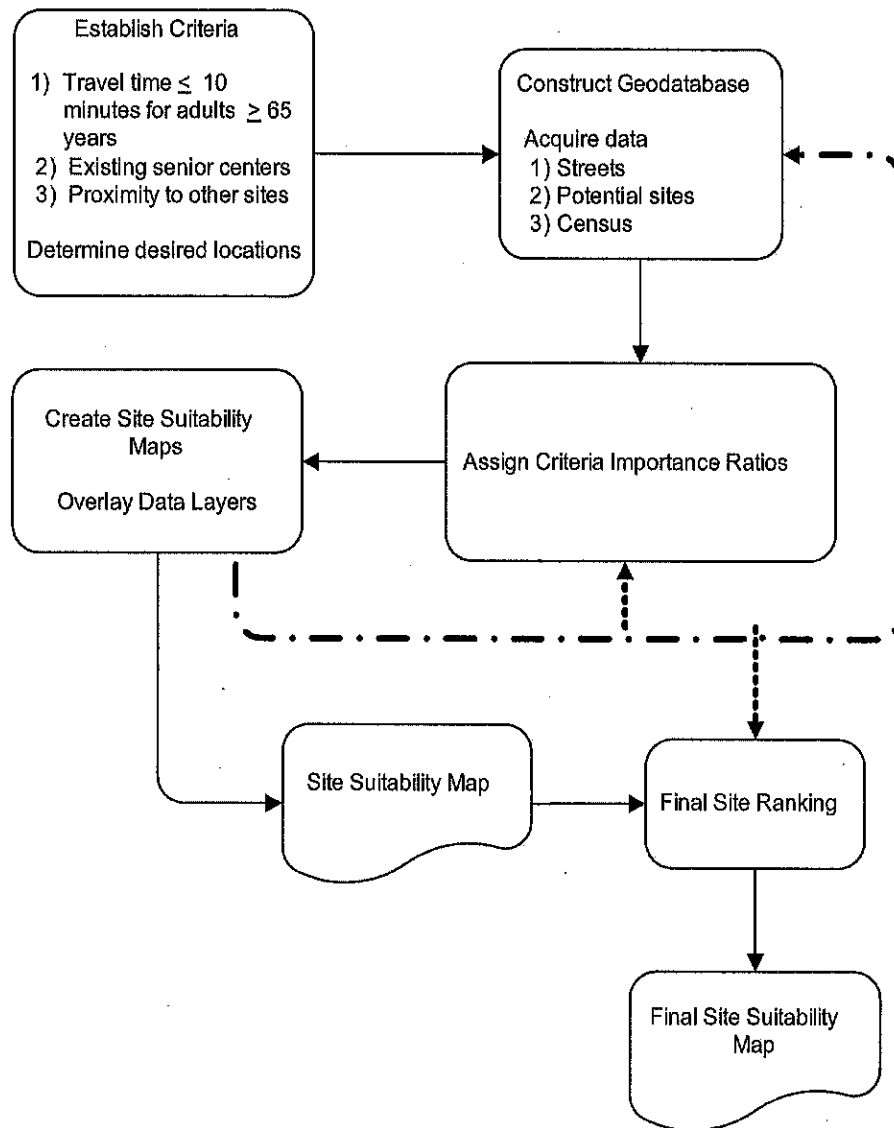 Establish Criteria
1) Travel time ≤ 10
minutes for adults ≥ 65
years
2) Existing senior centers
3) Proximity to other sites
Determine desired locations
Construct Geodatabase
Acquire data
1) Streets
2) Potential sites
3) Census
Assign Criteria Importance Ratios
Create Site Suitability
Maps
Overlay Data Layers
Site Suitability Map
Final Site Ranking
Final Site Suitability
Map